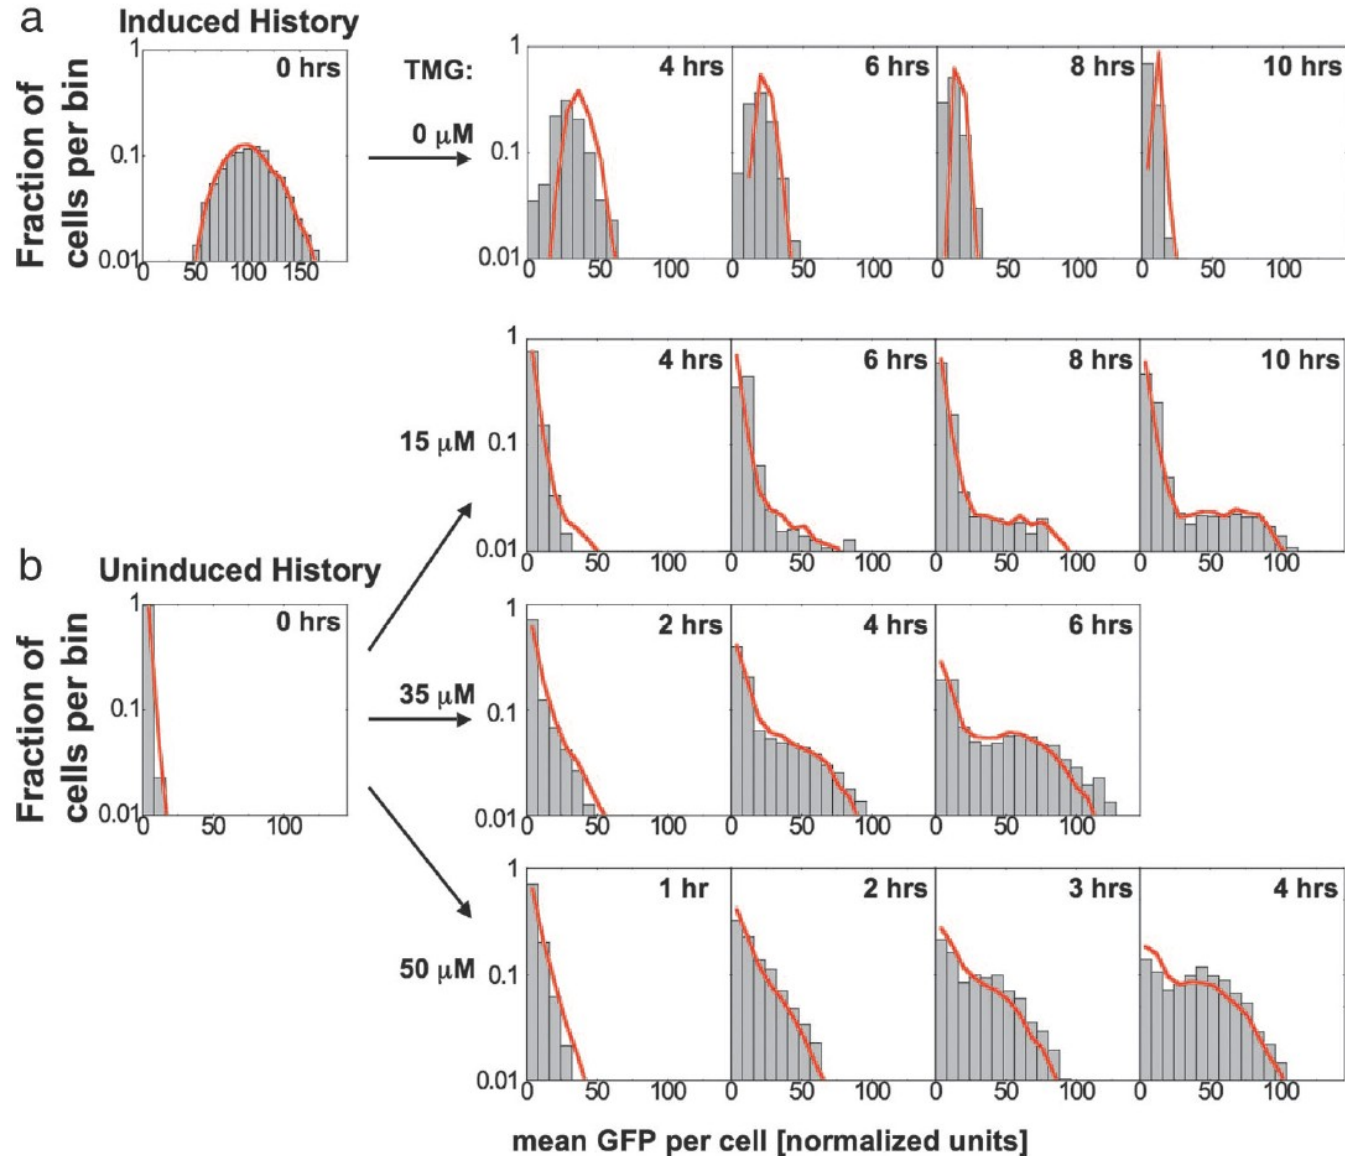 a
Induced History
Fraction of
cells per bin
1
0.1
0.01
0 hrs
0 50 100 150
TMG:
0 μM
1
0.1
0.01
4 hrs
6 hrs
8 hrs
10 hrs
0 50 100
0 50 100
0 50 100
0 50 100
15 μM
1
0.1
0.01
4 hrs
6 hrs
8 hrs
10 hrs
0 50 100
0 50 100
0 50 100
0 50 100
b
Uninduced History
Fraction of
cells per bin
1
0.1
0.01
0 hrs
0 50 100
35 μM
1
0.1
0.01
2 hrs
4 hrs
6 hrs
0 50 100
0 50 100
0 50 100
50 μM
1
0.1
0.01
1 hr
2 hrs
3 hrs
4 hrs
0 50 100
0 50 100
0 50 100
0 50 100
mean GFP per cell [normalized units]